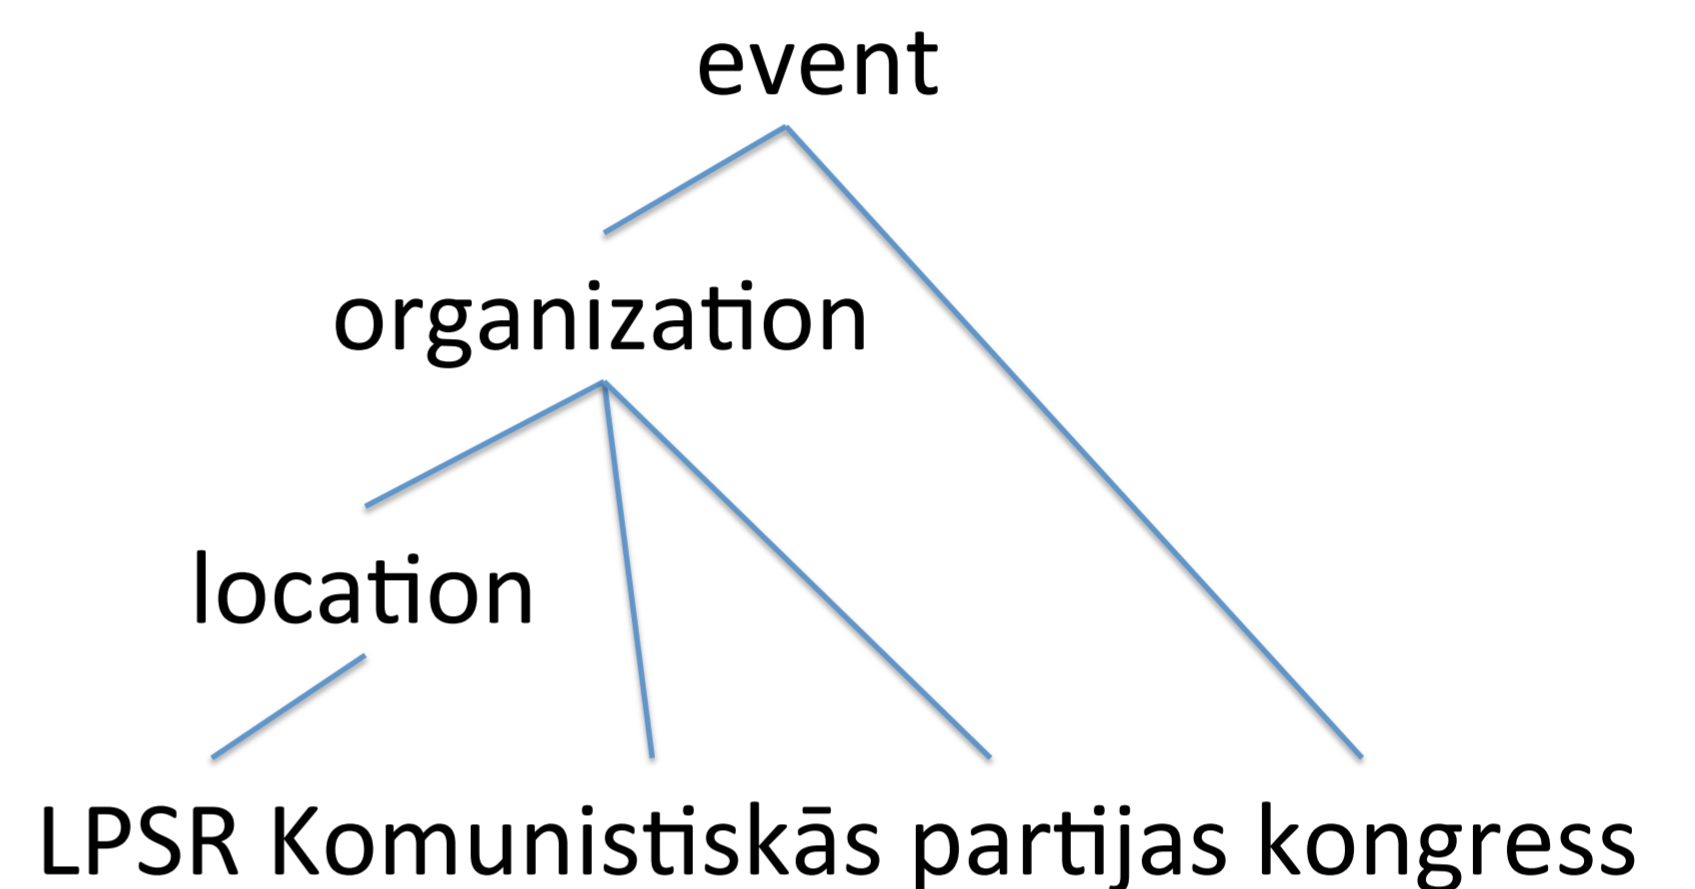 event
organization
location
LPSR Komunistiskās partijas kongress